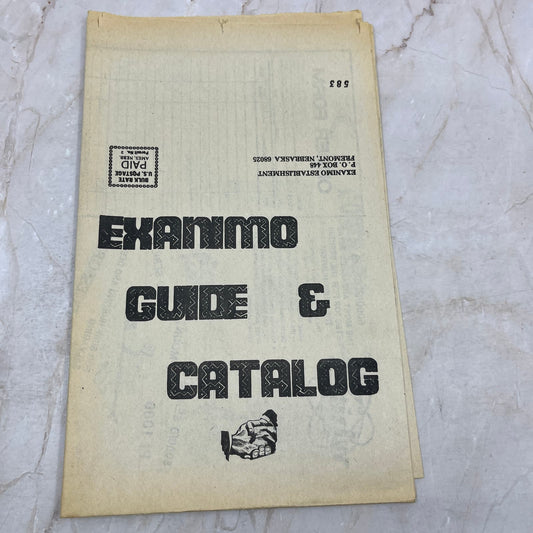 EXANIMO
GUIDE &
CATALOG
EXANIMO ESTABLISHMENT
P. O. BOX 448
FREMONT, NEBRASKA 68025
BULK RATE
U.S. POSTAGE
PAID
AMES, NEBR.
Permit No. 2
583